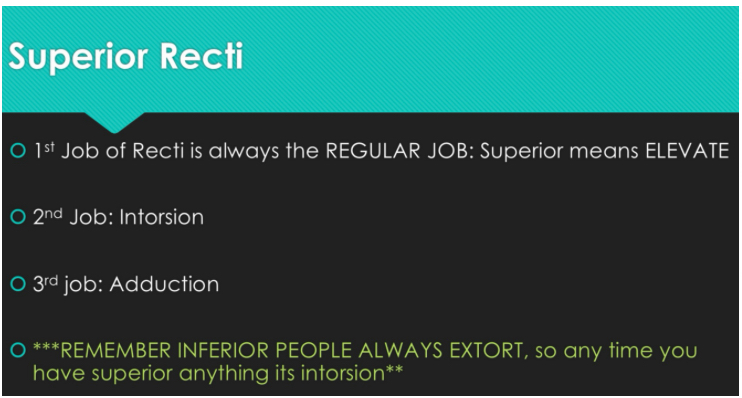 Superior Recti
1st Job of Recti is always the REGULAR JOB: Superior means ELEVATE
2nd Job: Intorsion
3rd job: Adduction
***REMEMBER INFERIOR PEOPLE ALWAYS EXTORT, so any time you
have superior anything its intorsion**